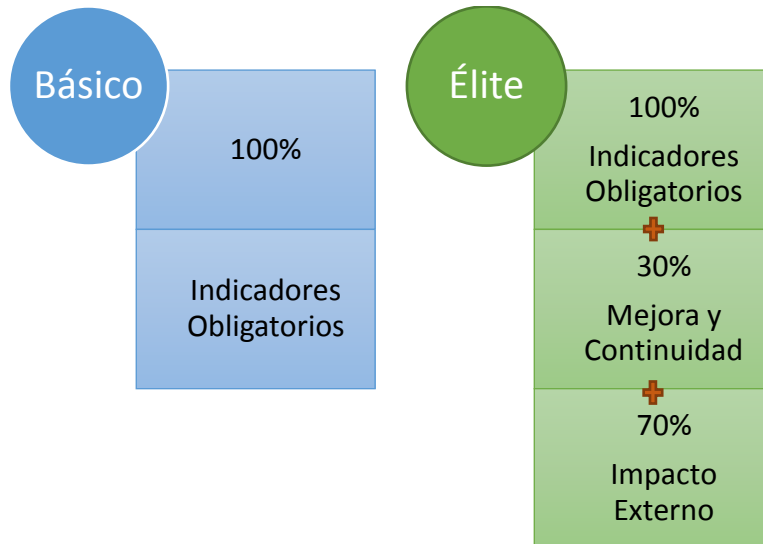 Básico
100%
Indicadores
Obligatorios
Élite
100%
Indicadores
Obligatorios
30%
Mejora y
Continuidad
70%
Impacto
Externo